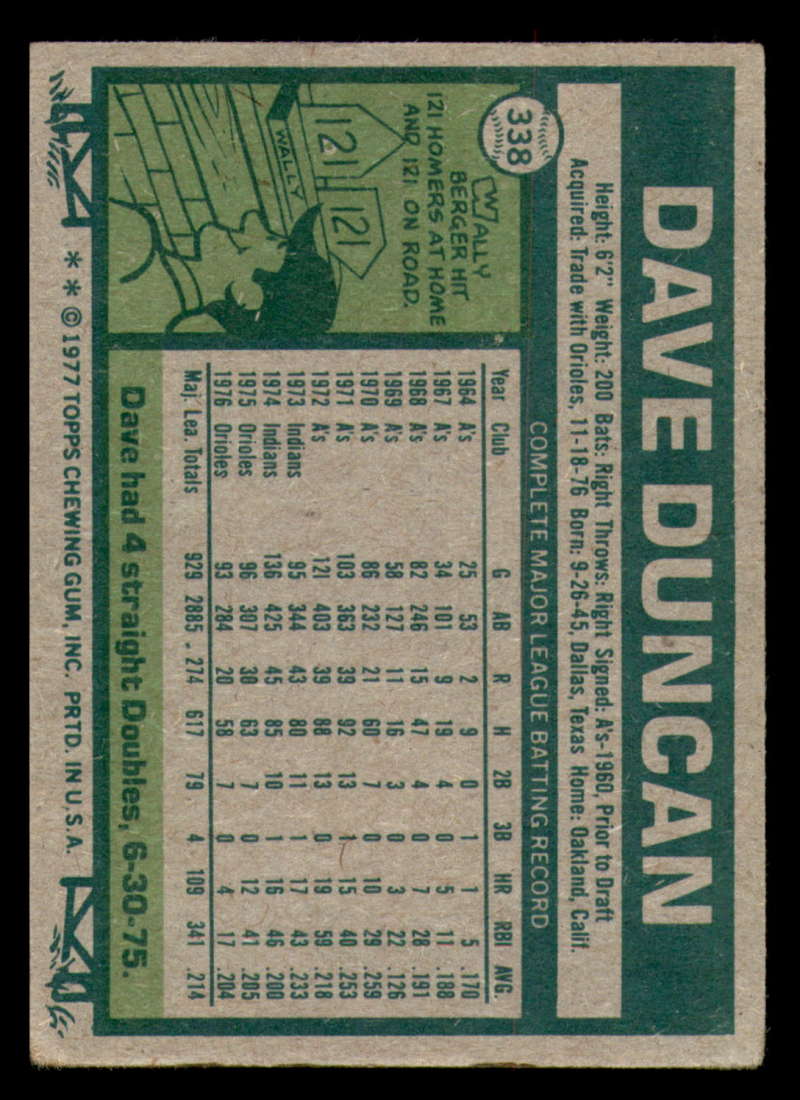 338
DAVE DUNCAN
Height: 6'2" Weight: 200 Bats: Right Throws: Right Signed: A's-1960, Prior to Draft
Acquired: Trade with Orioles, 11-18-76 Born: 9-26-45, Dallas, Texas Home: Oakland, Calif.
WALLY
BERGER HIT
121 HOMERS AT HOME
AND 121 ON ROAD.
121
121
WALLY
COMPLETE MAJOR LEAGUE BATTING RECORD
Year Club G AB R H 2B 3B HR RBI AVG.
1964 A's 25 53 2 9 0 1 1 5 .170
1967 A's 34 101 9 19 4 0 5 11 .188
1968 A's 82 246 15 47 4 0 7 28 .191
1969 A's 58 127 11 16 3 0 3 22 .126
1970 A's 86 232 21 60 7 0 10 29 .259
1971 A's 103 363 39 92 13 1 15 40 .253
1972 A's 121 403 39 88 13 0 19 59 .218
1973 Indians 95 344 43 80 11 1 17 43 .233
1974 Indians 136 425 45 85 10 1 16 46 .200
1975 Orioles 96 307 30 63 7 0 12 41 .205
1976 Orioles 93 284 20 58 7 0 4 17 .204
Maj. Lea. Totals 929 2885 . 274 617 79 4 109 341 .214
Dave had 4 straight Doubles, 6-30-75.
* * © 1977 TOPPS CHEWING GUM, INC. PRTD. IN U.S.A.